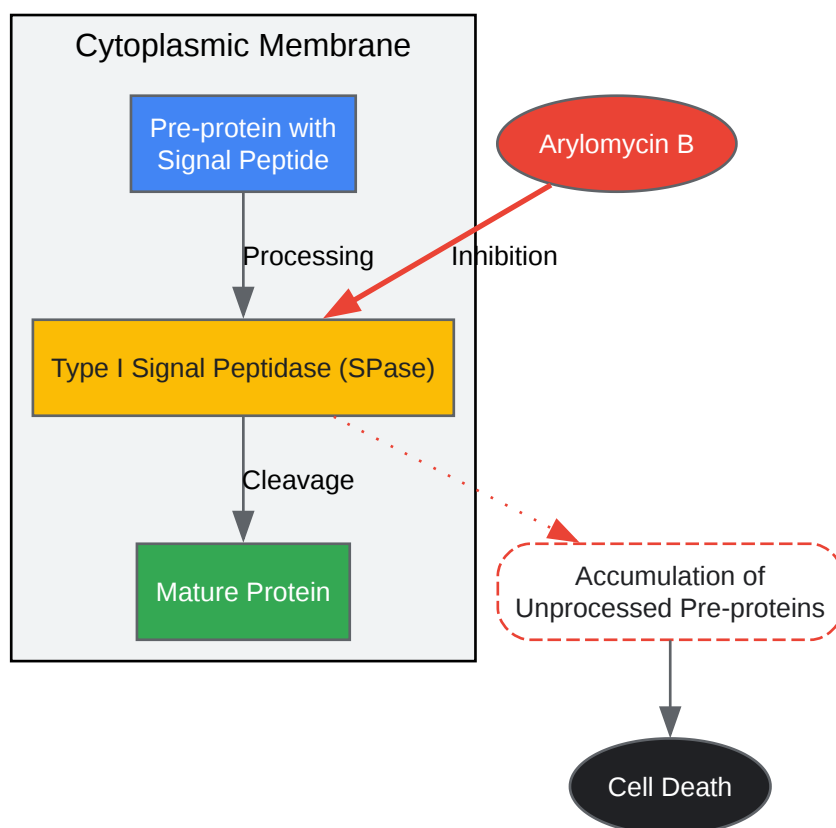 Cytoplasmic Membrane
Pre-protein with
Signal Peptide
Arylomycin B
Processing
Inhibition
Type I Signal Peptidase (SPase)
Cleavage
Mature Protein
Accumulation of
Unprocessed Pre-proteins
Cell Death